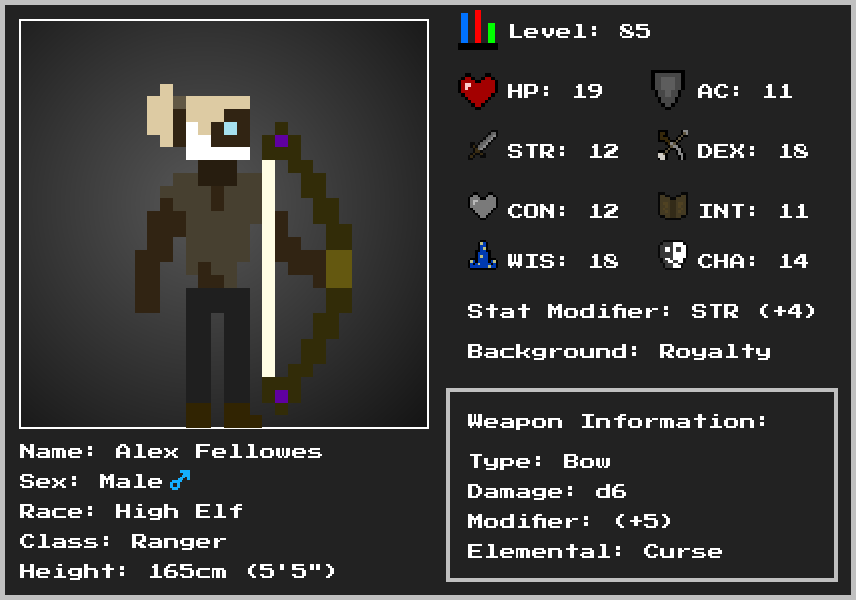 Level: 85
HP: 19
AC: 11
STR: 12
DEX: 18
CON: 12
INT: 11
WIS: 18
CHA: 14
Stat Modifier: STR (+4)
Background: Royalty
Weapon Information:
Type: Bow
Damage: d6
Modifier: (+5)
Elemental: Curse
Name: Alex Fellowes
Sex: Male ♂
Race: High Elf
Class: Ranger
Height: 165cm (5'5")